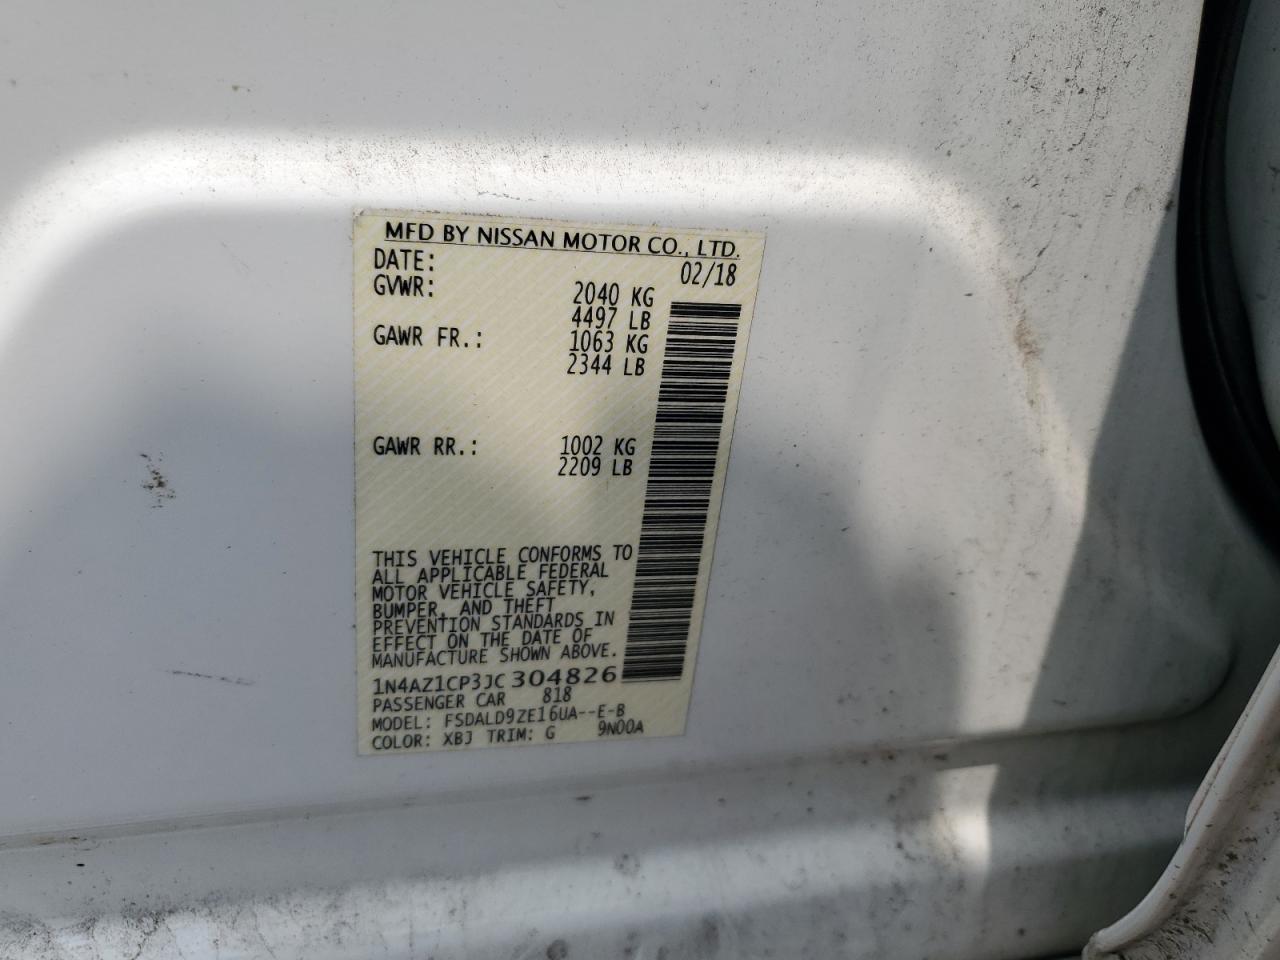 MFD BY NISSAN MOTOR CO., LTD.
DATE: 02/18
GVWR: 2040 KG
4497 LB
GAWR FR.: 1063 KG
2344 LB
GAWR RR.: 1002 KG
2209 LB
THIS VEHICLE CONFORMS TO
ALL APPLICABLE FEDERAL
MOTOR VEHICLE SAFETY,
BUMPER, AND THEFT
PREVENTION STANDARDS IN
EFFECT ON THE DATE OF
MANUFACTURE SHOWN ABOVE.
1N4AZ1CP3JC304826
PASSENGER CAR 818
MODEL: FSDALD9ZE16UA--E-B
COLOR: XBJ TRIM: G 9N00A